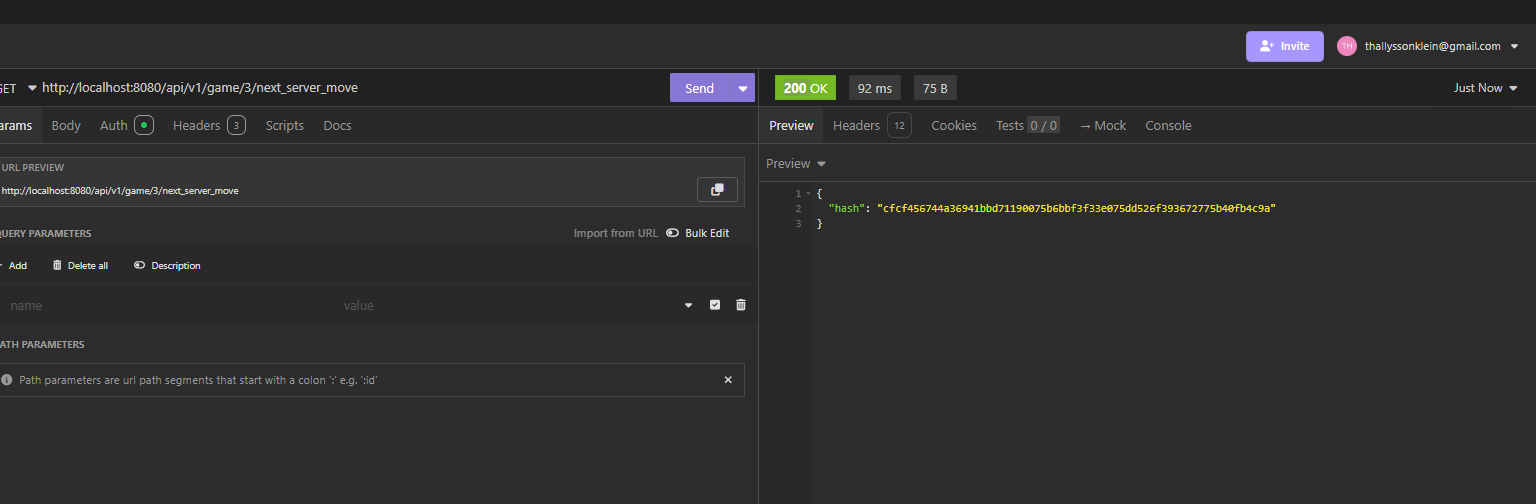 Invite
TH
thallyssonklein@gmail.com
GET http://localhost:8080/api/v1/game/3/next_server_move
Send
200 OK
92 ms
75 B
Just Now
arams
Body
Auth
Headers 3
Scripts
Docs
Preview
Headers 12
Cookies
Tests 0 / 0
→ Mock
Console
URL PREVIEW
http://localhost:8080/api/v1/game/3/next_server_move
QUERY PARAMETERS
Import from URL
Bulk Edit
Add
Delete all
Description
name
value
ATH PARAMETERS
Path parameters are url path segments that start with a colon ':' e.g. ':id'
Preview
1 {
2 "hash": "cfcf456744a36941bbd71190075b6bbf3f33e075dd526f393672775b40fb4c9a"
3 }